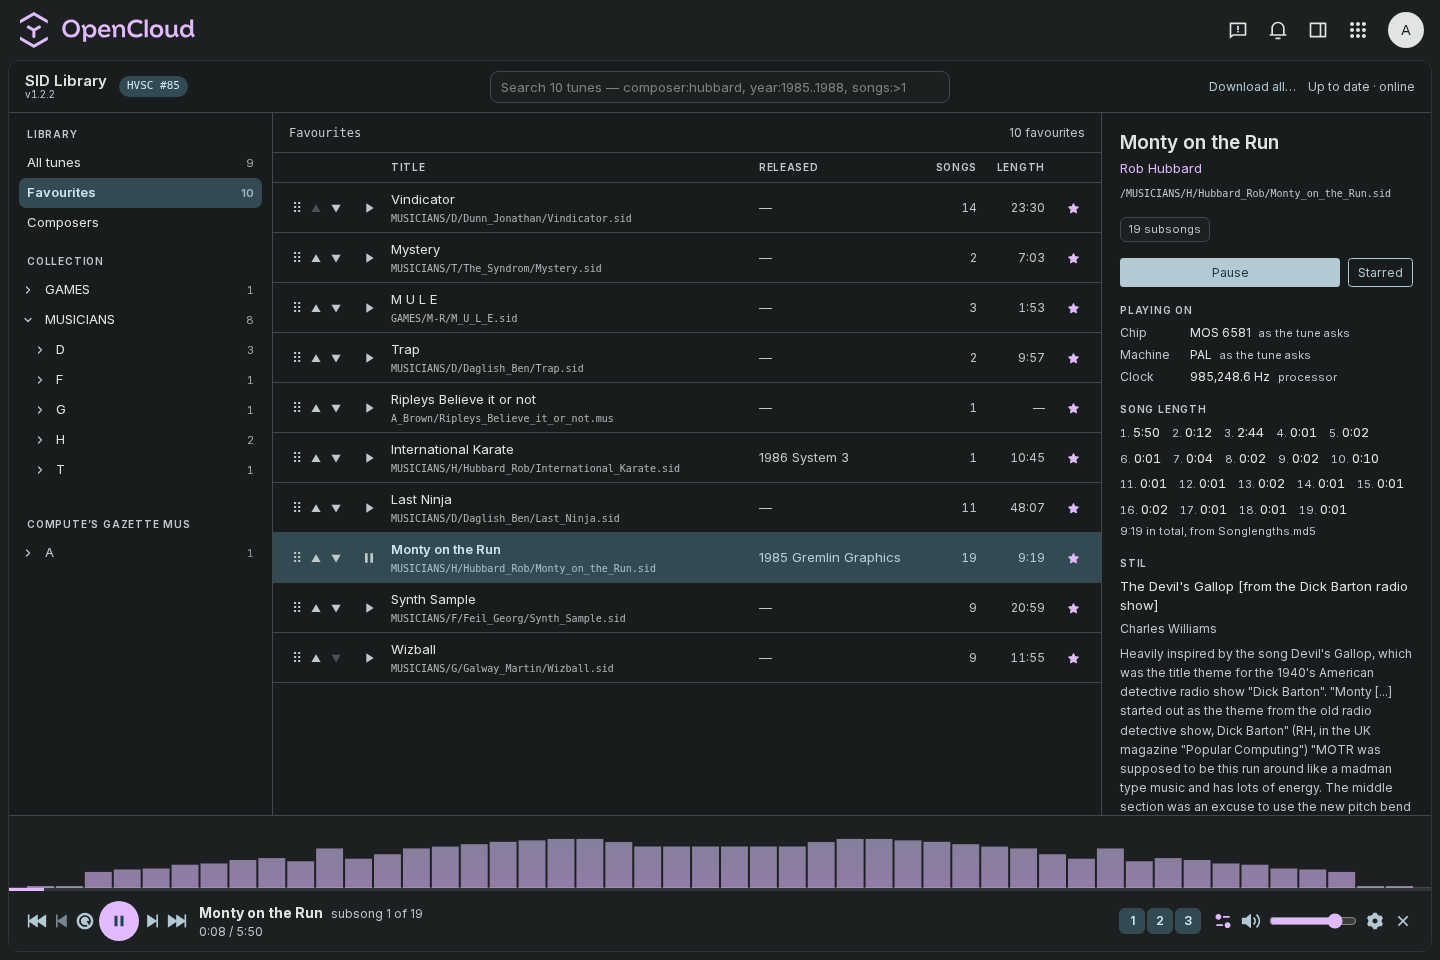 OpenCloud
A
SID Library
v1.2.2
HVSC #85
Search 10 tunes — composer:hubbard, year:1985..1988, songs:>1
Download all…
Up to date · online
LIBRARY
All tunes 9
Favourites 10
Composers
COLLECTION
GAMES 1
MUSICIANS 8
D 3
F 1
G 1
H 2
T 1
COMPUTE'S GAZETTE MUS
A 1
Favourites 10 favourites
TITLE RELEASED SONGS LENGTH
Vindicator — 14 23:30
MUSICIANS/D/Dunn_Jonathan/Vindicator.sid
Mystery — 2 7:03
MUSICIANS/T/The_Syndrom/Mystery.sid
M U L E — 3 1:53
GAMES/M-R/M_U_L_E.sid
Trap — 2 9:57
MUSICIANS/D/Daglish_Ben/Trap.sid
Ripleys Believe it or not — 1 —
A_Brown/Ripleys_Believe_it_or_not.mus
International Karate 1986 System 3 1 10:45
MUSICIANS/H/Hubbard_Rob/International_Karate.sid
Last Ninja — 11 48:07
MUSICIANS/D/Daglish_Ben/Last_Ninja.sid
Monty on the Run 1985 Gremlin Graphics 19 9:19
MUSICIANS/H/Hubbard_Rob/Monty_on_the_Run.sid
Synth Sample — 9 20:59
MUSICIANS/F/Feil_Georg/Synth_Sample.sid
Wizball — 9 11:55
MUSICIANS/G/Galway_Martin/Wizball.sid
Monty on the Run
Rob Hubbard
/MUSICIANS/H/Hubbard_Rob/Monty_on_the_Run.sid
19 subsongs
Pause Starred
PLAYING ON
Chip MOS 6581 as the tune asks
Machine PAL as the tune asks
Clock 985,248.6 Hz processor
SONG LENGTH
1. 5:50 2. 0:12 3. 2:44 4. 0:01 5. 0:02
6. 0:01 7. 0:04 8. 0:02 9. 0:02 10. 0:10
11. 0:01 12. 0:01 13. 0:02 14. 0:01 15. 0:01
16. 0:02 17. 0:01 18. 0:01 19. 0:01
9:19 in total, from Songlengths.md5
STIL
The Devil's Gallop [from the Dick Barton radio
show]
Charles Williams
Heavily inspired by the song Devil's Gallop, which
was the title theme for the 1940's American
detective radio show "Dick Barton". "Monty [...]
started out as the theme from the old radio
detective show, Dick Barton" (RH, in the UK
magazine "Popular Computing") "MOTR was
supposed to be this run around like a madman
type music and has lots of energy. The middle
section was an excuse to use the new pitch bend
Monty on the Run subsong 1 of 19
0:08 / 5:50
1 2 3